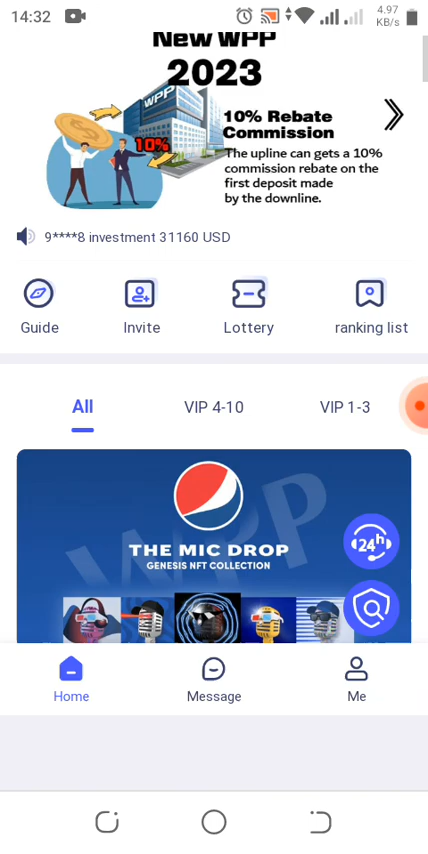 14:32
4.97
KB/s
New WPP
2023
WPP
10%
10% Rebate
Commission
The upline can gets a 10%
commission rebate on the
first deposit made
by the downline.
9****8 investment 31160 USD
Guide
Invite
Lottery
ranking list
All
VIP 4-10
VIP 1-3
WPP
THE MIC DROP
GENESIS NFT COLLECTION
24h
Home
Message
Me